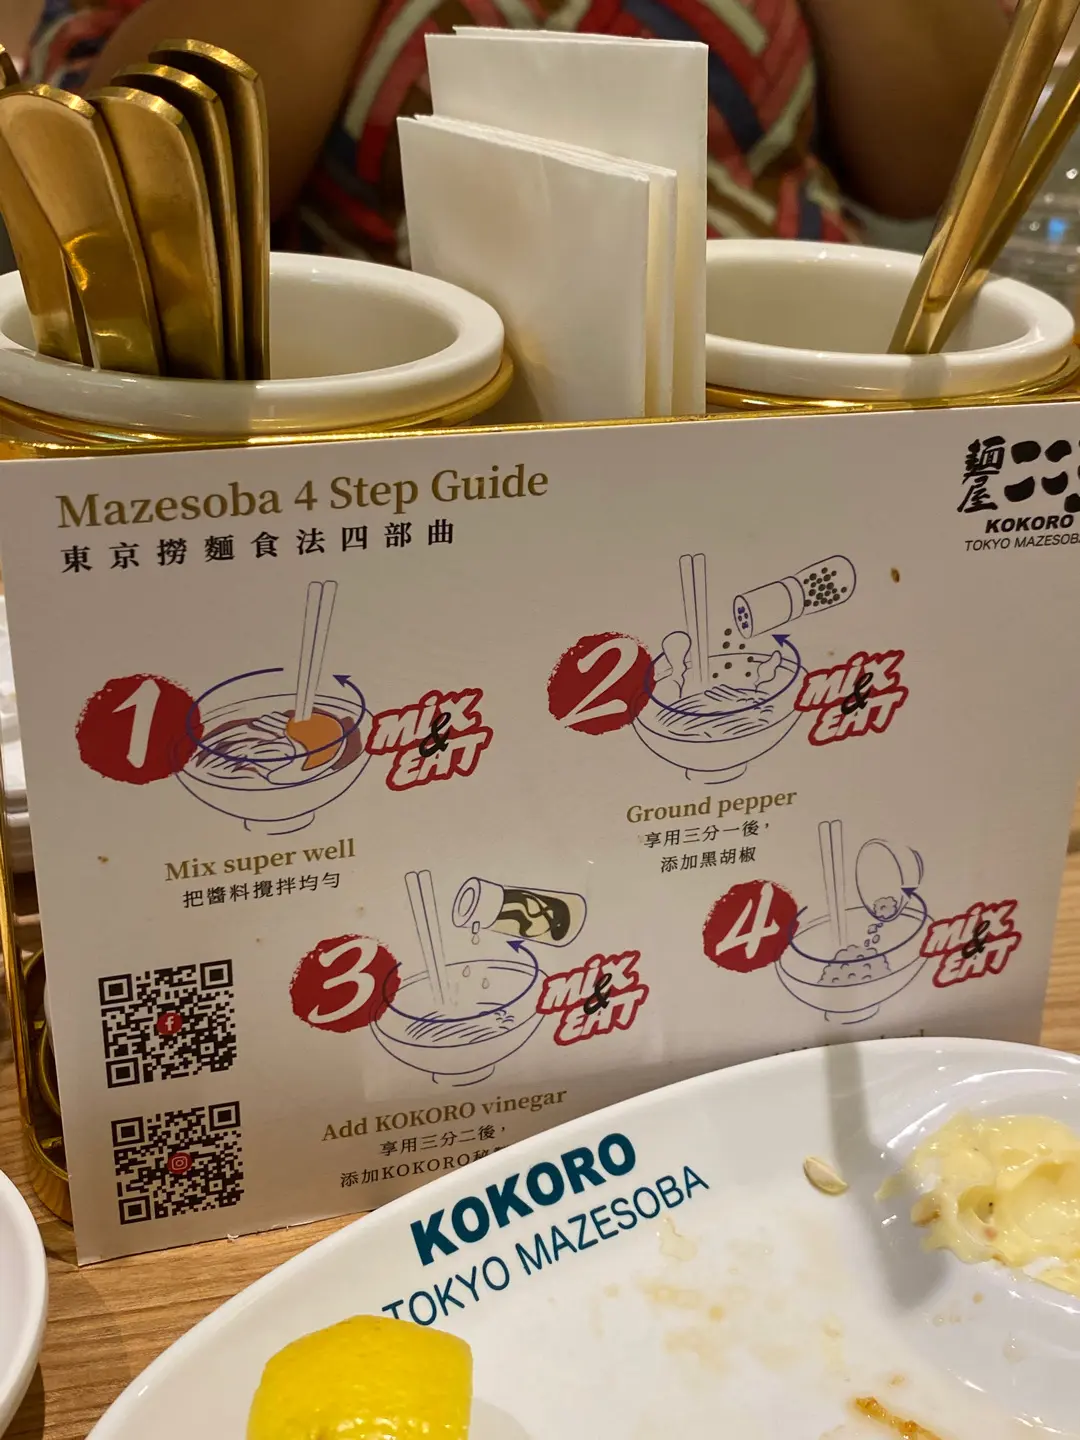 Mazesoba 4 Step Guide
東京撈麵食法四部曲
麵屋
KOKORO
TOKYO MAZESOBA
1
MiX
&
EAT
Mix super well
把醬料攪拌均勻
2
MiX
&
EAT
Ground pepper
享用三分一後，
添加黑胡椒
3
MiX
&
EAT
Add KOKORO vinegar
享用三分二後，
添加KOKORO
4
MiX
&
EAT
KOKORO
TOKYO MAZESOBA